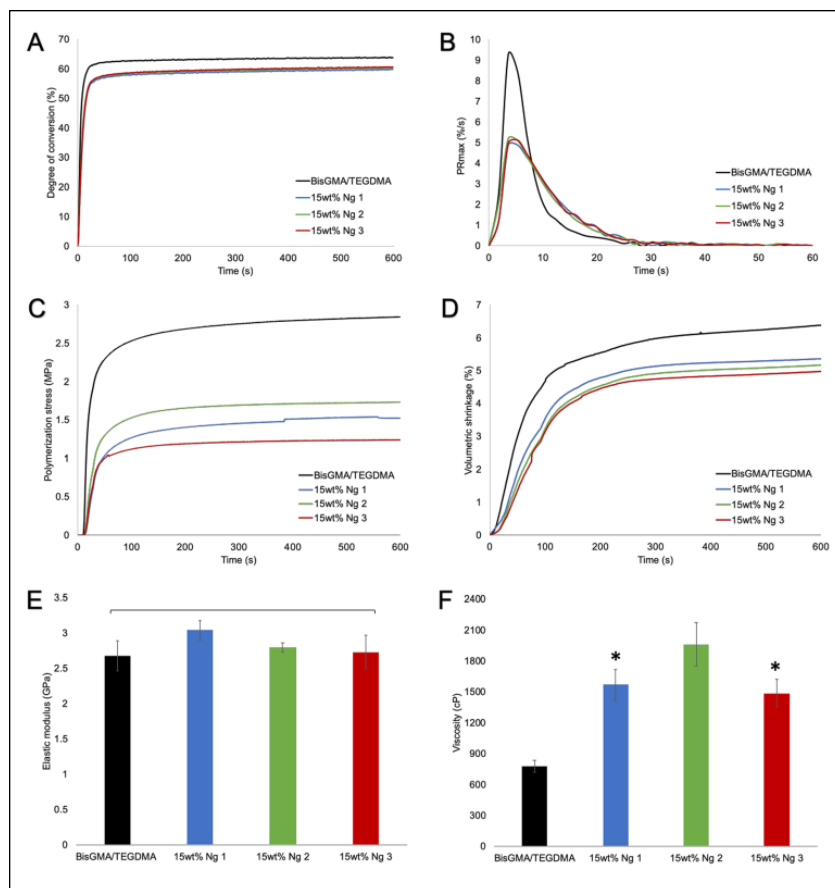 A
Degree of conversion (%)
70
60
50
40
30
20
10
0
0 100 200 300 400 500 600
Time (s)
BisGMA/TEGDMA
15wt% Ng 1
15wt% Ng 2
15wt% Ng 3
B
PRmax (%/s)
10
9
8
7
6
5
4
3
2
1
0
0 10 20 30 40 50 60
Time (s)
BisGMA/TEGDMA
15wt% Ng 1
15wt% Ng 2
15wt% Ng 3
C
Polymerization stress (MPa)
3
2.5
2
1.5
1
0.5
0
0 100 200 300 400 500 600
Time (s)
BisGMA/TEGDMA
15wt% Ng 1
15wt% Ng 2
15wt% Ng 3
D
Volumetric shrinkage (%)
7
6
5
4
3
2
1
0
0 100 200 300 400 500 600
Time (s)
BisGMA/TEGDMA
15wt% Ng 1
15wt% Ng 2
15wt% Ng 3
E
Elastic modulus (GPa)
3.5
3
2.5
2
1.5
1
0.5
0
BisGMA/TEGDMA 15wt% Ng 1 15wt% Ng 2 15wt% Ng 3
F
Viscosity (cP)
2400
2100
1800
1500
1200
900
600
300
0
* *
BisGMA/TEGDMA 15wt% Ng 1 15wt% Ng 2 15wt% Ng 3